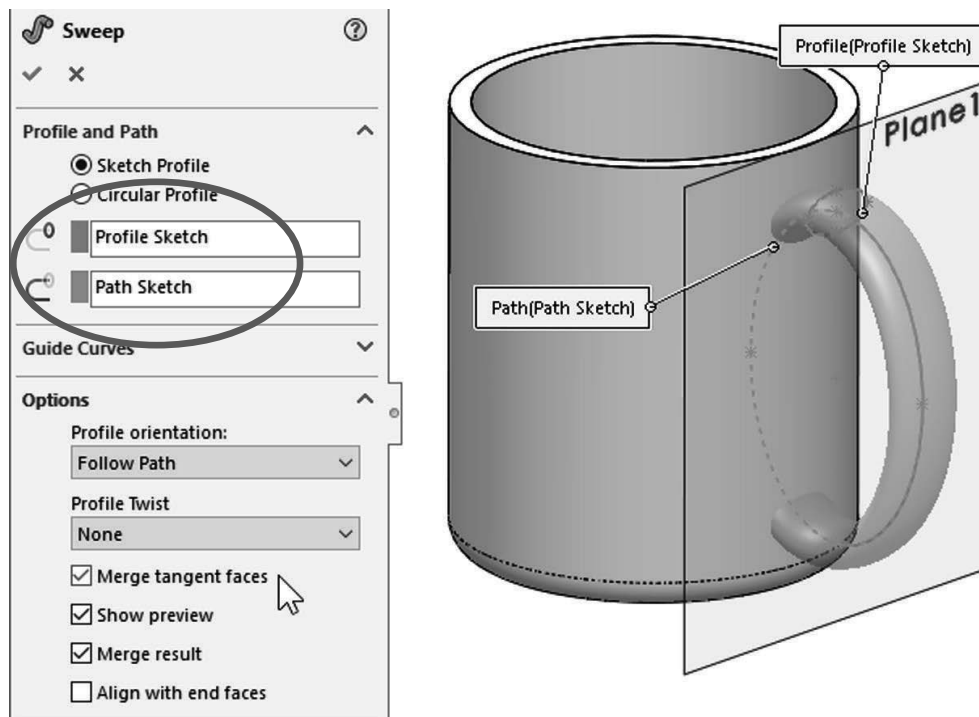 Sweep
Profile and Path
Sketch Profile
Circular Profile
Profile Sketch
Path Sketch
Guide Curves
Options
Profile orientation:
Follow Path
Profile Twist
None
Merge tangent faces
Show preview
Merge result
Align with end faces
Profile(Profile Sketch)
Plane1
Path(Path Sketch)